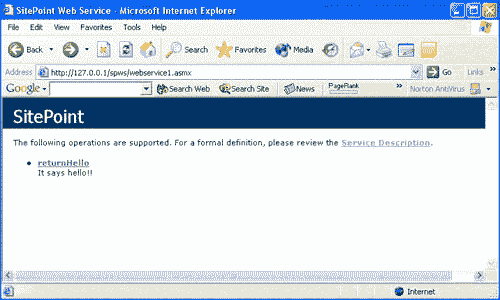 SitePoint Web Service - Microsoft Internet Explorer
File Edit View Favorites Tools Help
Back Search Favorites Media
Address http://127.0.0.1/spws/webservice1.asmx Go Links
Google Search Web Search Site News PageRank Norton AntiVirus
SitePoint
The following operations are supported. For a formal definition, please review the Service Description.
returnHello
It says hello!!
Internet